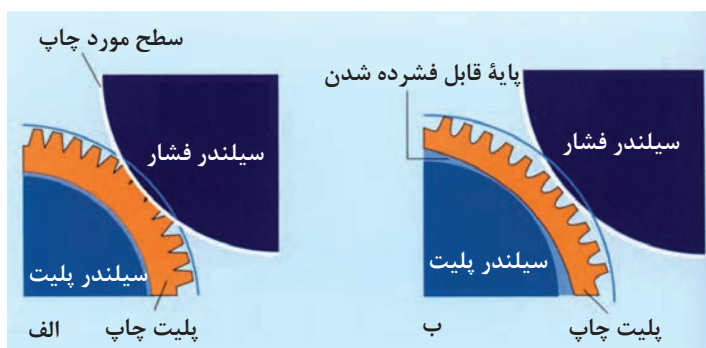 سطح مورد چاپ
پایهٔ قابل فشرده شدن
سیلندر فشار
سیلندر فشار
سیلندر پلیت
سیلندر پلیت
پلیت چاپ
ب
پلیت چاپ
الف